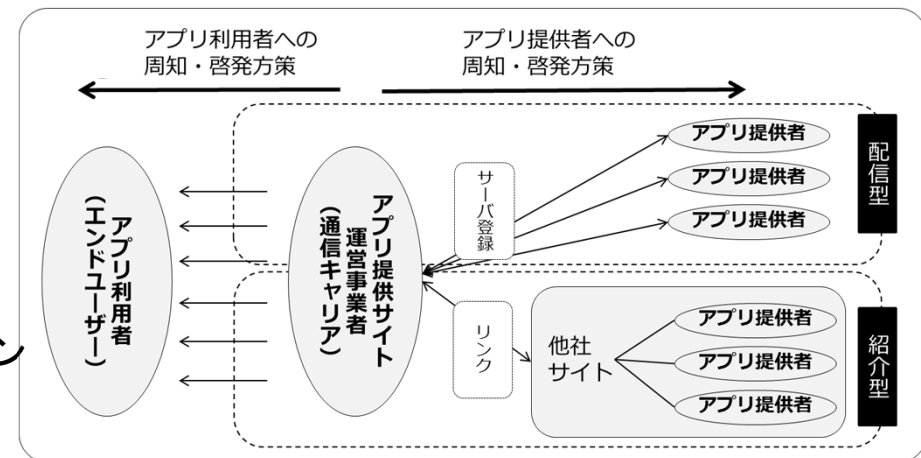 アプリ利用者への
周知・啓発方策
アプリ提供者への
周知・啓発方策
アプリ利用者
(エンドユーザー)
アプリ提供サイト
運営事業者
(通信キャリア)
サーバ登録
アプリ提供者
アプリ提供者
アプリ提供者
配信型
リンク
他社
サイト
アプリ提供者
アプリ提供者
アプリ提供者
紹介型
ン